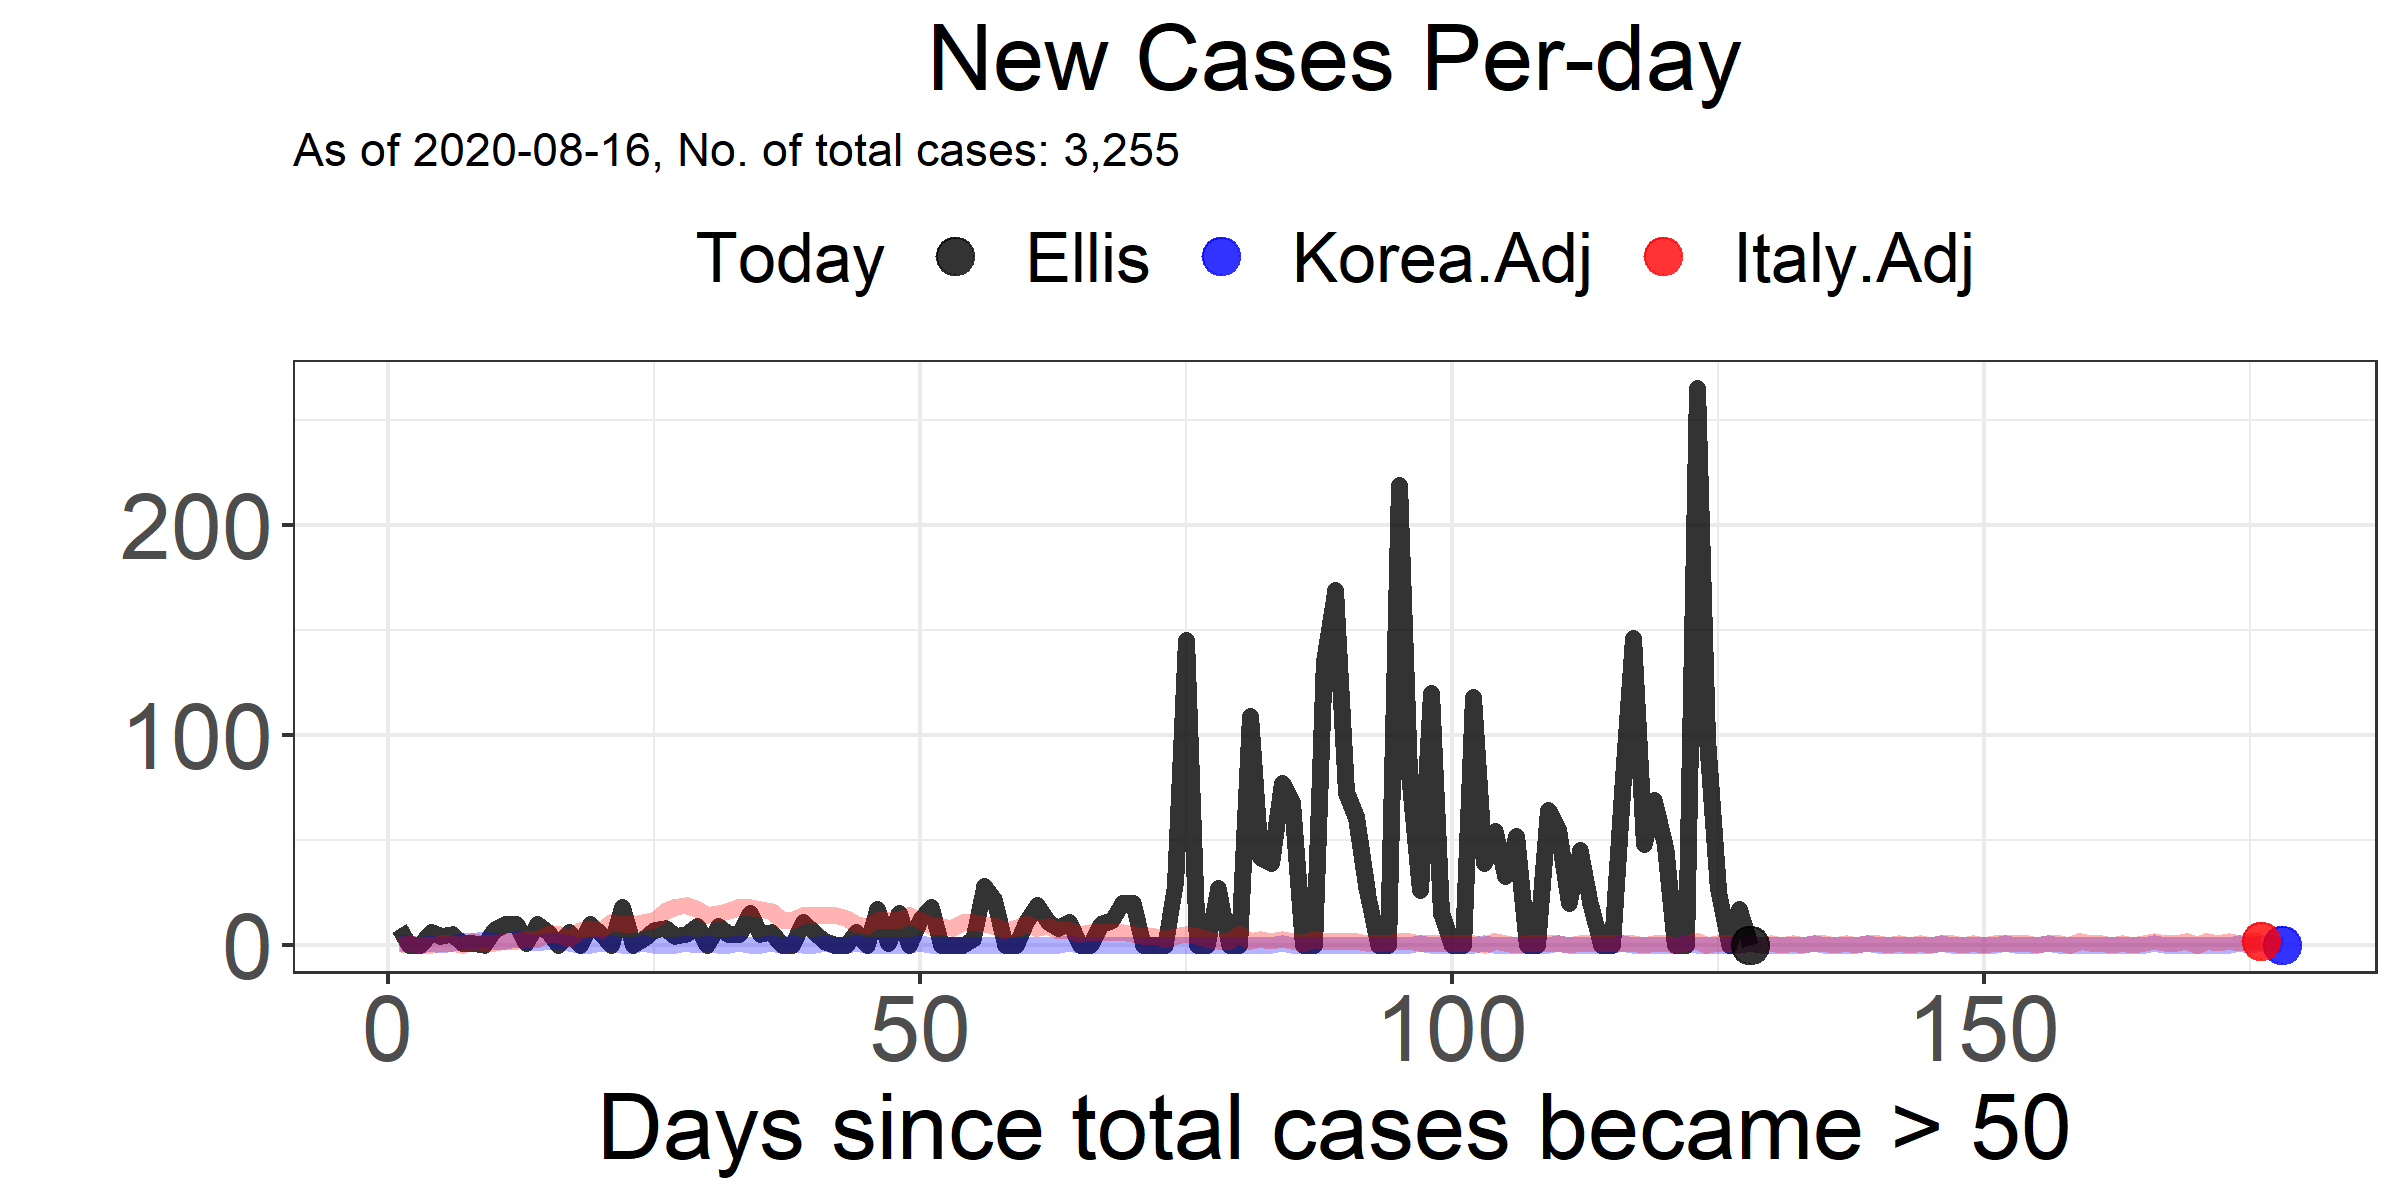 New Cases Per-day
As of 2020-08-16, No. of total cases: 3,255
Today Ellis Korea.Adj Italy.Adj
200
100
0
0 50 100 150
Days since total cases became > 50